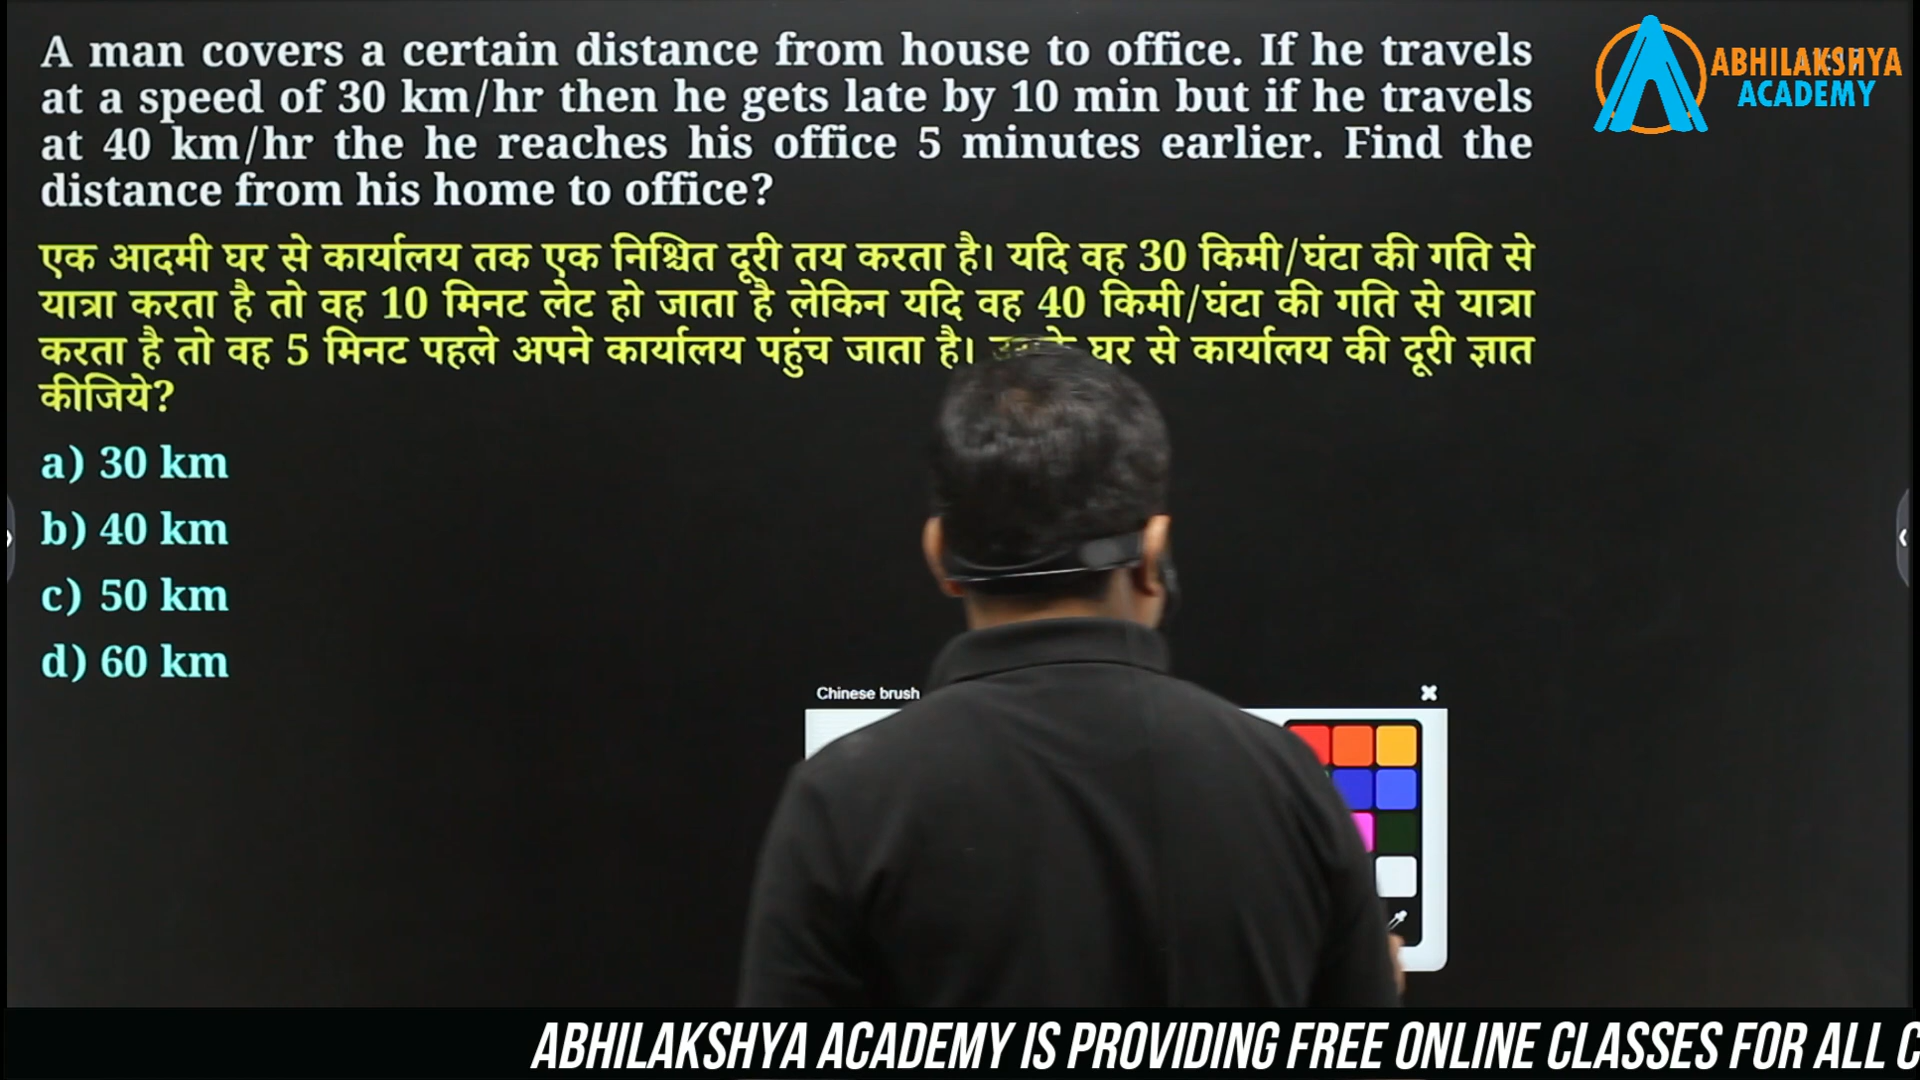 A man covers a certain distance from house to office. If he travels
at a speed of 30 km/hr then he gets late by 10 min but if he travels
at 40 km/hr the he reaches his office 5 minutes earlier. Find the
distance from his home to office?
एक आदमी घर से कार्यालय तक एक निश्चित दूरी तय करता है। यदि वह 30 किमी/घंटा की गति से
यात्रा करता है तो वह 10 मिनट लेट हो जाता है लेकिन यदि वह 40 किमी/घंटा की गति से यात्रा
करता है तो वह 5 मिनट पहले अपने कार्यालय पहुंच जाता है। घर से कार्यालय की दूरी ज्ञात
कीजिये?
a) 30 km
b) 40 km
c) 50 km
d) 60 km
Chinese brush
ABHILAKSHYA
ACADEMY
ABHILAKSHYA ACADEMY IS PROVIDING FREE ONLINE CLASSES FOR ALL C